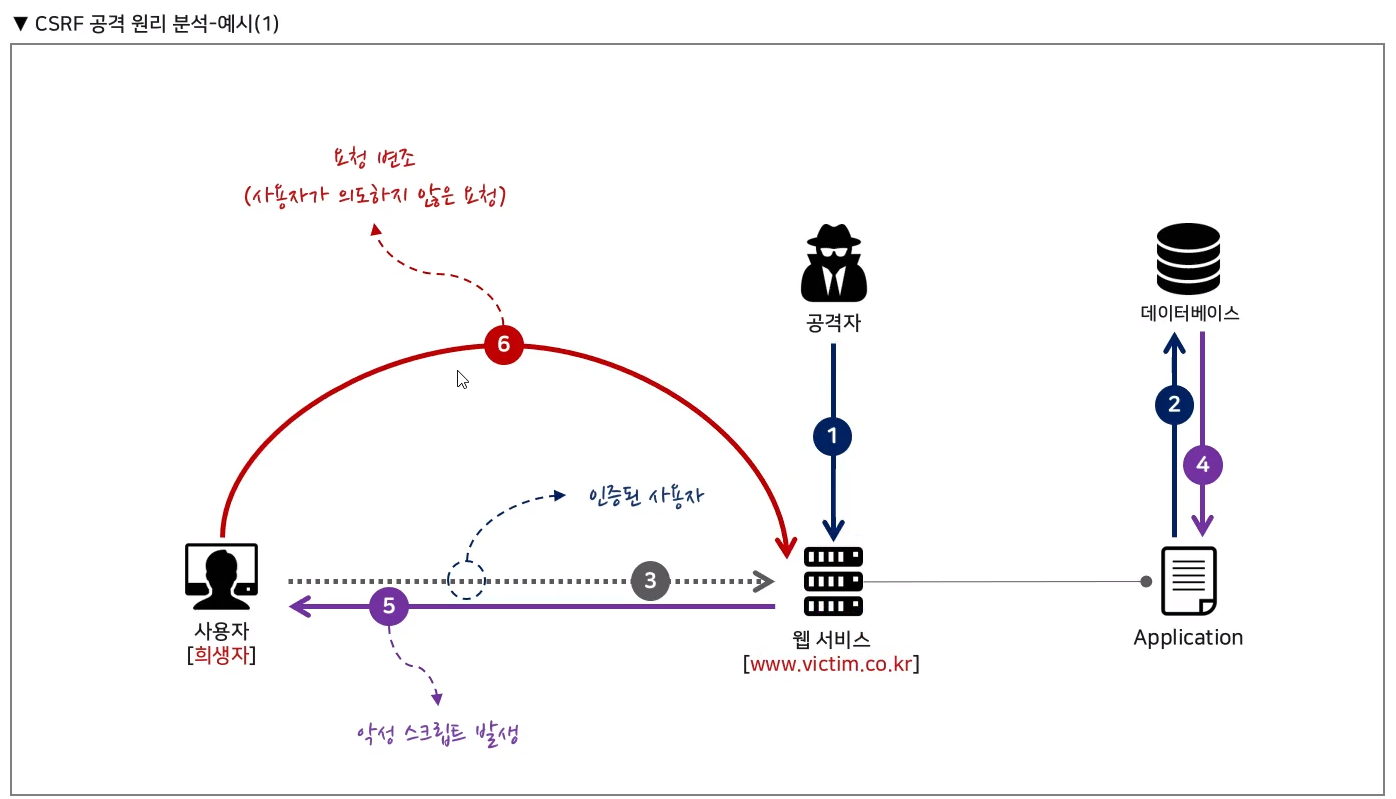 ▼ CSRF 공격 원리 분석-예시(1)
요청 변조
(사용자가 의도하지 않은 요청)
공격자
데이터베이스
6
2
1
4
인증된 사용자
3
5
사용자
[희생자]
웹 서비스
[www.victim.co.kr]
Application
악성 스크립트 발생